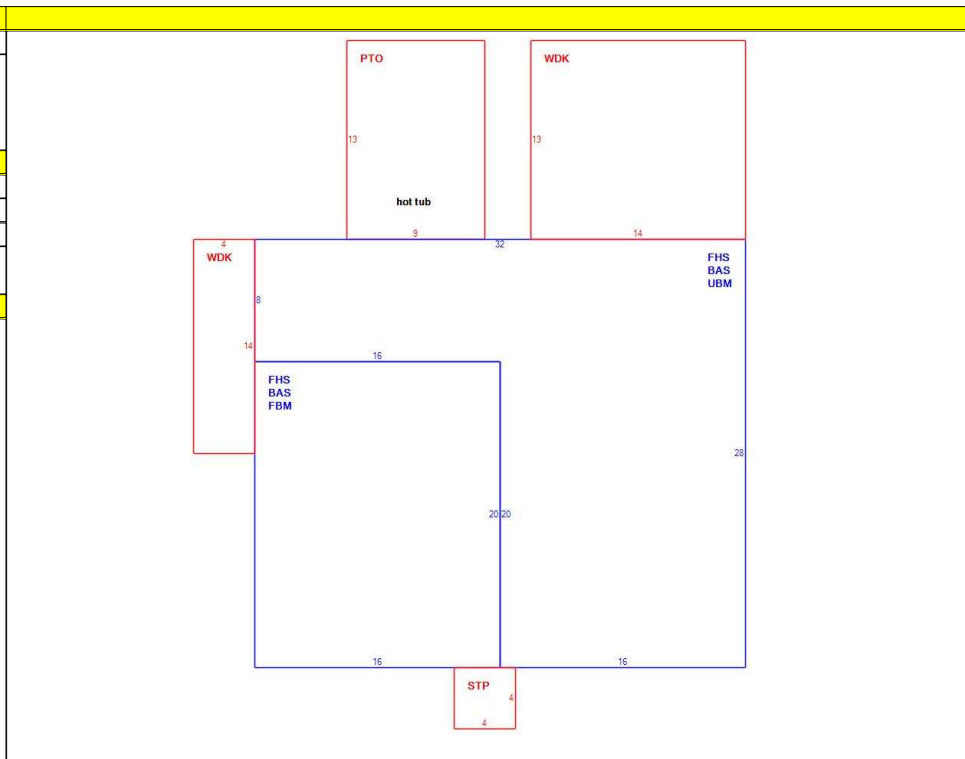 PTO
WDK
13
13
hot tub
9
14
4
32
WDK
FHS
BAS
UBM
8
14
16
FHS
BAS
FBM
28
20
20
16
16
STP
4
4